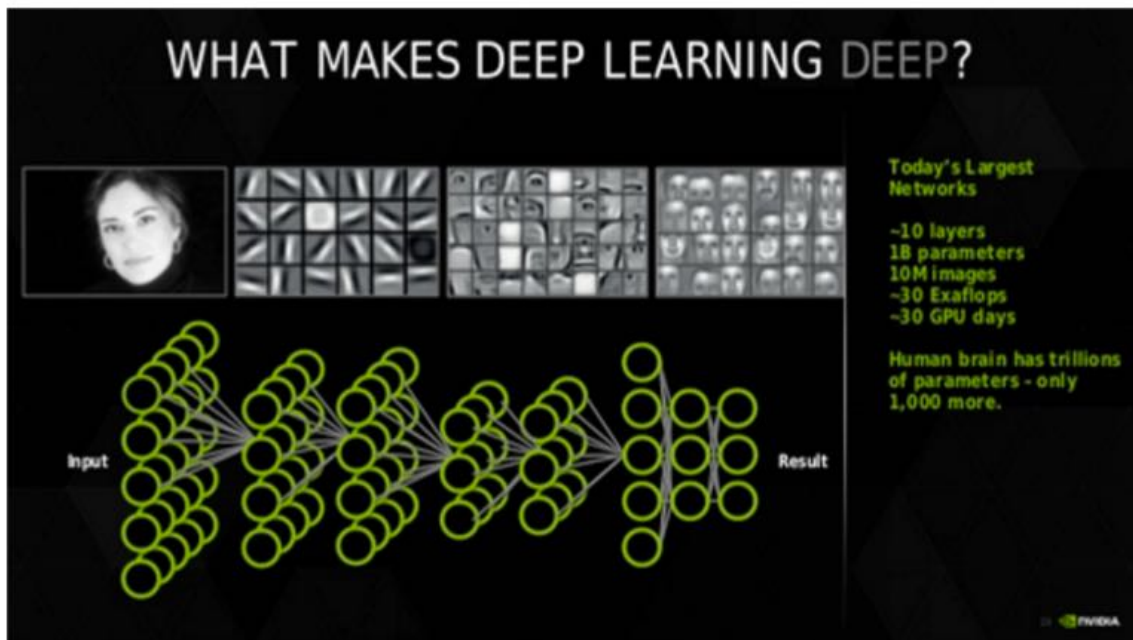 WHAT MAKES DEEP LEARNING DEEP?
Today's Largest
Networks
~10 layers
1B parameters
10M images
~30 Exaflops
~30 GPU days
Human brain has trillions
of parameters - only
1,000 more.
Input
Result
NVIDIA